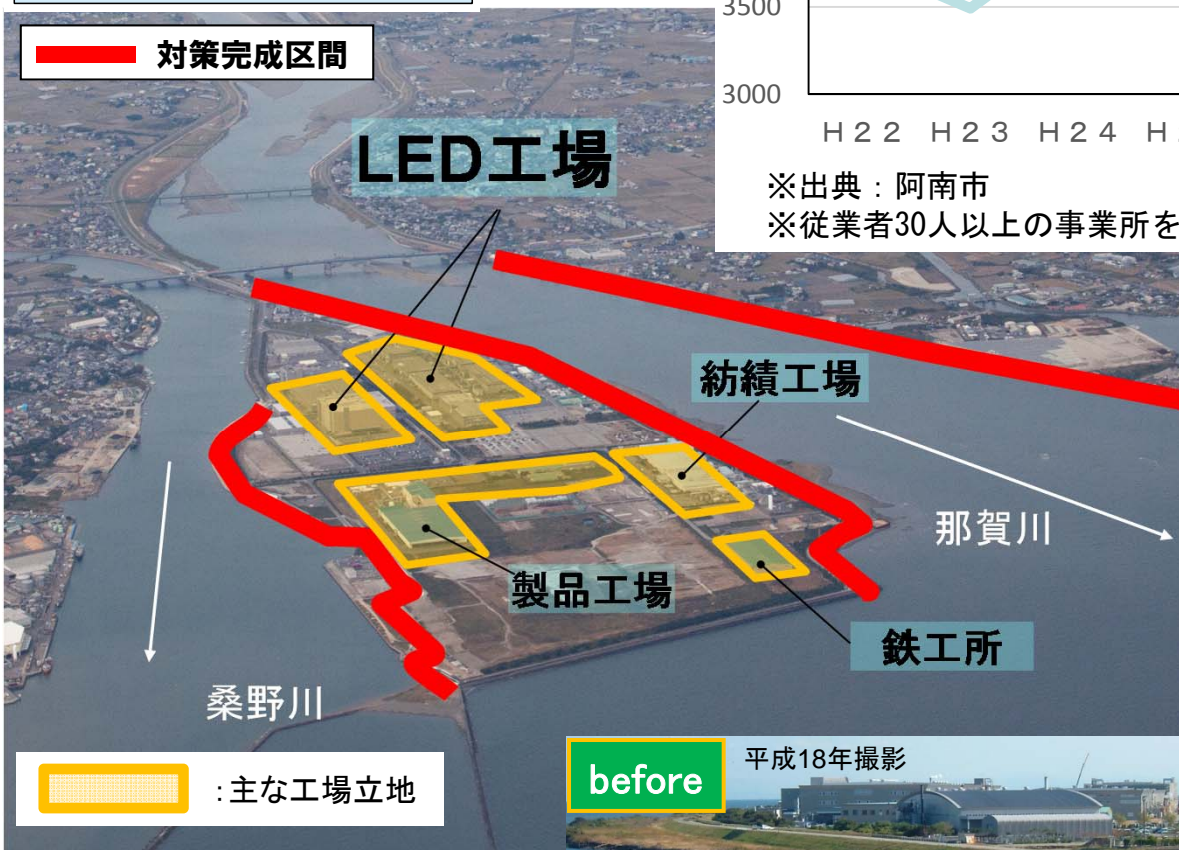 対策完成区間
3500
3000
H22 H23 H24 H
※出典：阿南市
※従業者30人以上の事業所を
LED工場
紡績工場
那賀川
製品工場
鉄工所
桑野川
:主な工場立地
before
平成18年撮影